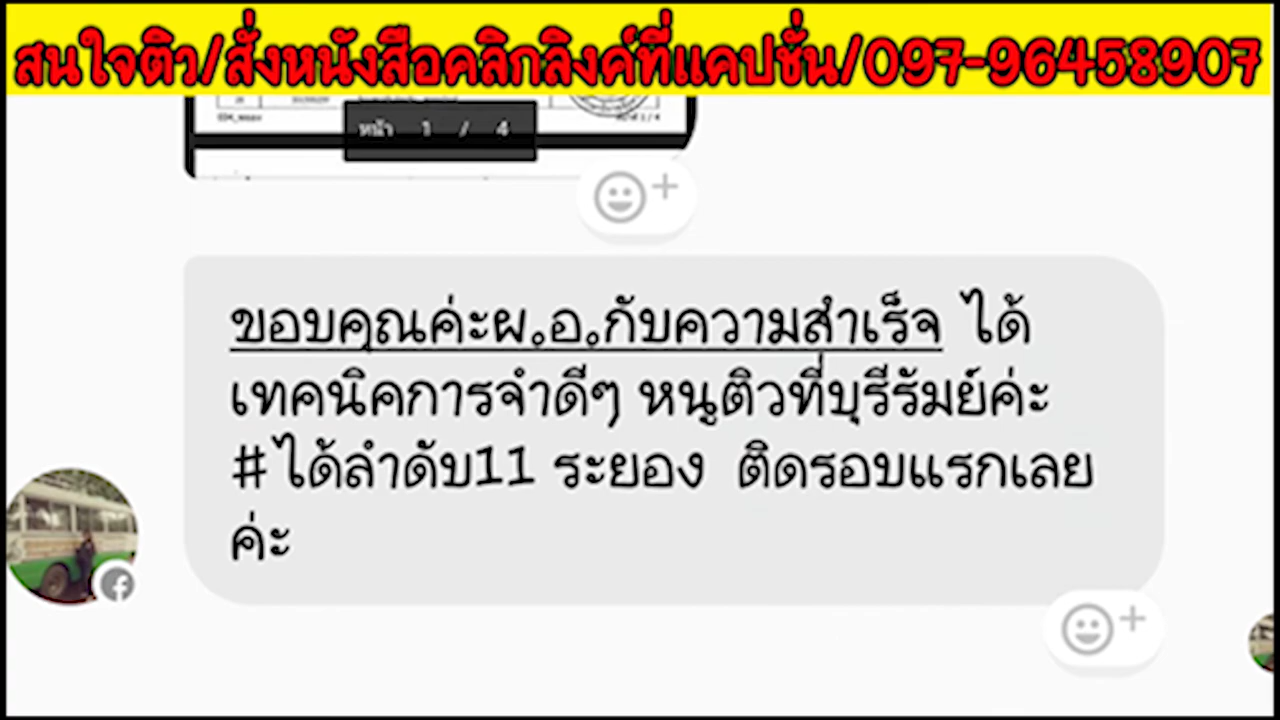 สนใจติว/สั่งหนังสือคลิกลิงค์ที่แคปชั่น/097-96458907
หน้า 1 / 4
ขอบคุณค่ะผ.อ.กับความสำเร็จ ได้
เทคนิคการจำดีๆ หนูติวที่บุรีรัมย์ค่ะ
#ได้ลำดับ11 ระยอง ติดรอบแรกเลย
ค่ะ